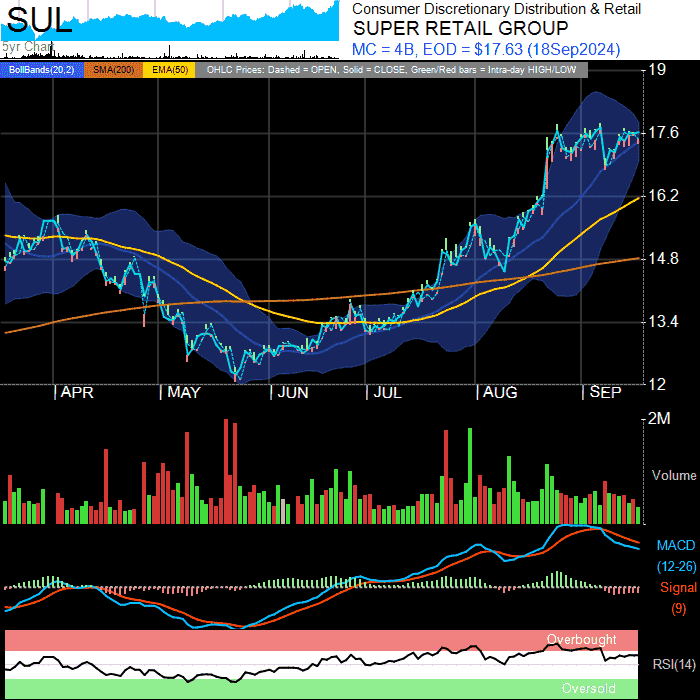 SUL
5yr Chart
Consumer Discretionary Distribution & Retail
SUPER RETAIL GROUP
MC = 4B, EOD = $17.63 (18Sep2024)
BollBands(20,2) SMA(200) EMA(50) OHLC Prices: Dashed = OPEN, Solid = CLOSE, Green/Red bars = Intra-day HIGH/LOW
19
17.6
16.2
14.8
13.4
12
APR MAY JUN JUL AUG SEP
2M
Volume
MACD
(12-26)
Signal
(9)
Overbought
RSI(14)
Oversold